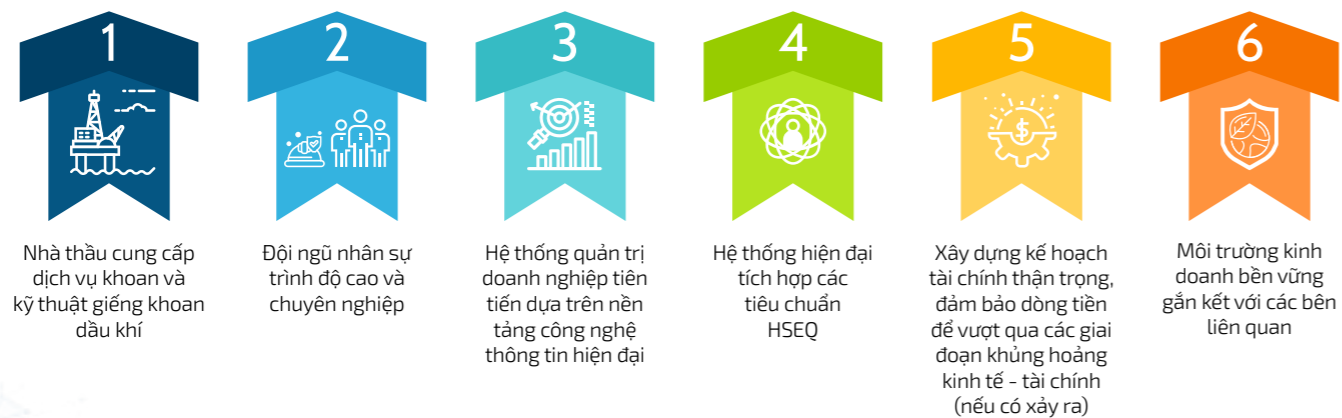 1
Nhà thầu cung cấp
dịch vụ khoan và
kỹ thuật giếng khoan
dầu khí
2
Đội ngũ nhân sự
trình độ cao và
chuyên nghiệp
3
Hệ thống quản trị
doanh nghiệp tiên
tiến dựa trên nền
tảng công nghệ
thông tin hiện đại
4
Hệ thống hiện đại
tích hợp các
tiêu chuẩn
HSEQ
5
$
Xây dựng kế hoạch
tài chính thận trọng,
đảm bảo dòng tiền
để vượt qua các giai
đoạn khủng hoảng
kinh tế - tài chính
(nếu có xảy ra)
6
Môi trường kinh
doanh bền vững
gắn kết với các bên
liên quan